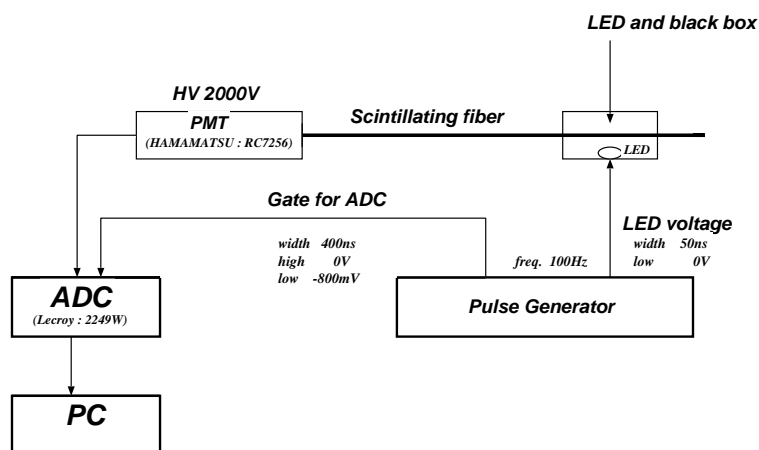 LED and black box
HV 2000V
PMT
(HAMAMATSU : RC7256)
Scintillating fiber
LED
Gate for ADC
width 400ns
high 0V
low -800mV
freq. 100Hz
LED voltage
width 50ns
low 0V
ADC
(Lecroy : 2249W)
Pulse Generator
PC